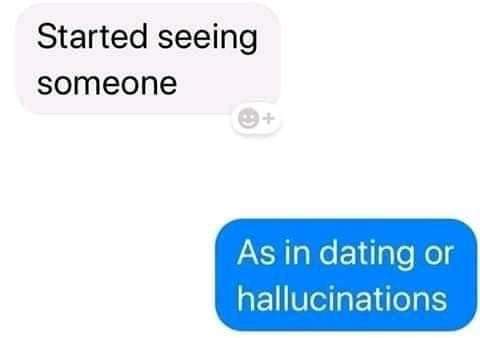 Started seeing
someone
As in dating or
hallucinations